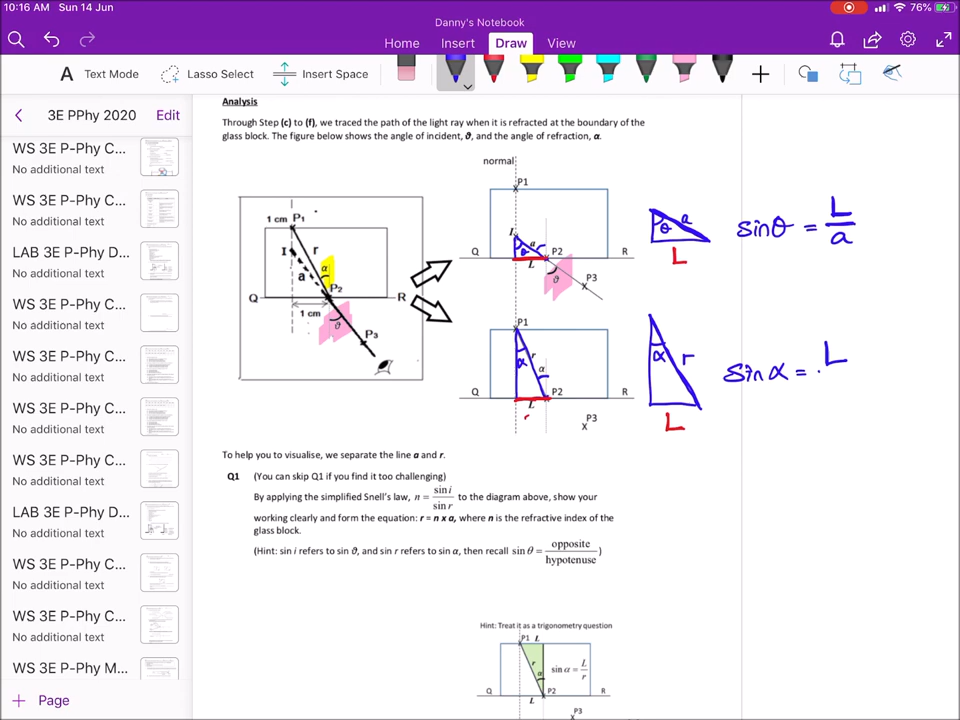 10:16 AM Sun 14 Jun
76%
Danny's Notebook
Home Insert Draw View
A Text Mode Lasso Select Insert Space
3E PPhy 2020 Edit
WS 3E P-Phy C...
No additional text
WS 3E P-Phy C...
No additional text
LAB 3E P-Phy D...
No additional text
WS 3E P-Phy C...
No additional text
WS 3E P-Phy C...
No additional text
WS 3E P-Phy C...
No additional text
WS 3E P-Phy C...
No additional text
LAB 3E P-Phy D...
No additional text
WS 3E P-Phy C...
No additional text
WS 3E P-Phy C...
No additional text
WS 3E P-Phy M...
No additional text
+ Page
Analysis
Through Step (c) to (f), we traced the path of the light ray when it is refracted at the boundary of the
glass block. The figure below shows the angle of incident, ϑ, and the angle of refraction, α.
1 cm P1
I r
a α
P2
Q R
1 cm
ϑ
P3
normal
P1
I a
θ
Q P2 R
L
ϑ P3
P1
α r
α
Q P2 R
L
P3
θ a
L
sinθ = L/a
α r
L
sinα = L
To help you to visualise, we separate the line a and r.
Q1 (You can skip Q1 if you find it too challenging)
By applying the simplified Snell's law, n = sin i / sin r to the diagram above, show your
working clearly and form the equation: r = n x a, where n is the refractive index of the
glass block.
(Hint: sin i refers to sin ϑ, and sin r refers to sin α, then recall sin θ = opposite / hypotenuse)
Hint: Treat it as a trigonometry question
P1 L
r α
sin α = L/r
Q P2 R
L
P3